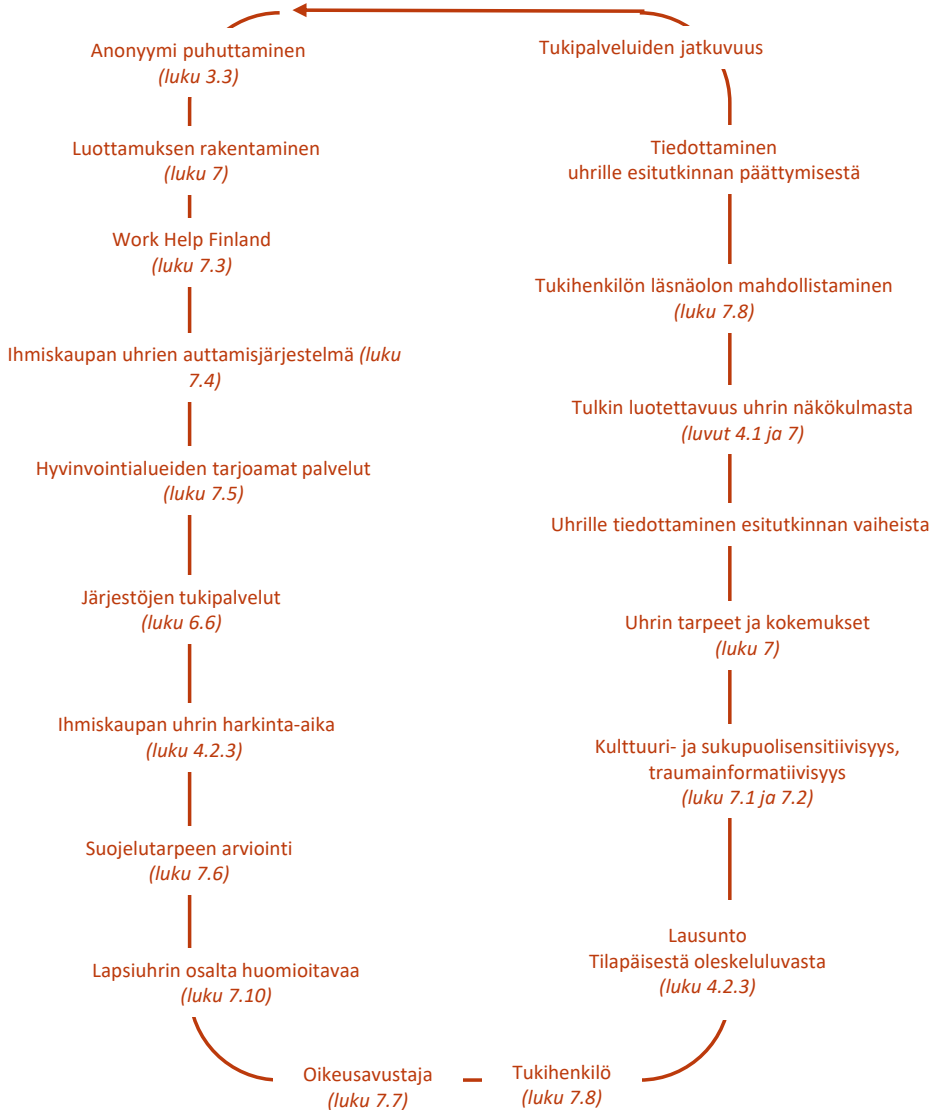 Anonyymi puhuttaminen
(luku 3.3)
Luottamuksen rakentaminen
(luku 7)
Work Help Finland
(luku 7.3)
Ihmiskaupan uhrien auttamisjärjestelmä (luku
7.4)
Hyvinvointialueiden tarjoamat palvelut
(luku 7.5)
Järjestöjen tukipalvelut
(luku 6.6)
Ihmiskaupan uhrin harkinta-aika
(luku 4.2.3)
Suojelutarpeen arviointi
(luku 7.6)
Lapsiuhrin osalta huomioitavaa
(luku 7.10)
Oikeusavustaja
(luku 7.7)
Tukihenkilö
(luku 7.8)
Lausunto
Tilapäisestä oleskeluluvasta
(luku 4.2.3)
Kulttuuri- ja sukupuolisensitiivisyys,
traumainformatiivisyys
(luku 7.1 ja 7.2)
Uhrin tarpeet ja kokemukset
(luku 7)
Uhrille tiedottaminen esitutkinnan vaiheista
Tulkin luotettavuus uhrin näkökulmasta
(luvut 4.1 ja 7)
Tukihenkilön läsnäolon mahdollistaminen
(luku 7.8)
Tiedottaminen
uhrille esitutkinnan päättymisestä
Tukipalveluiden jatkuvuus